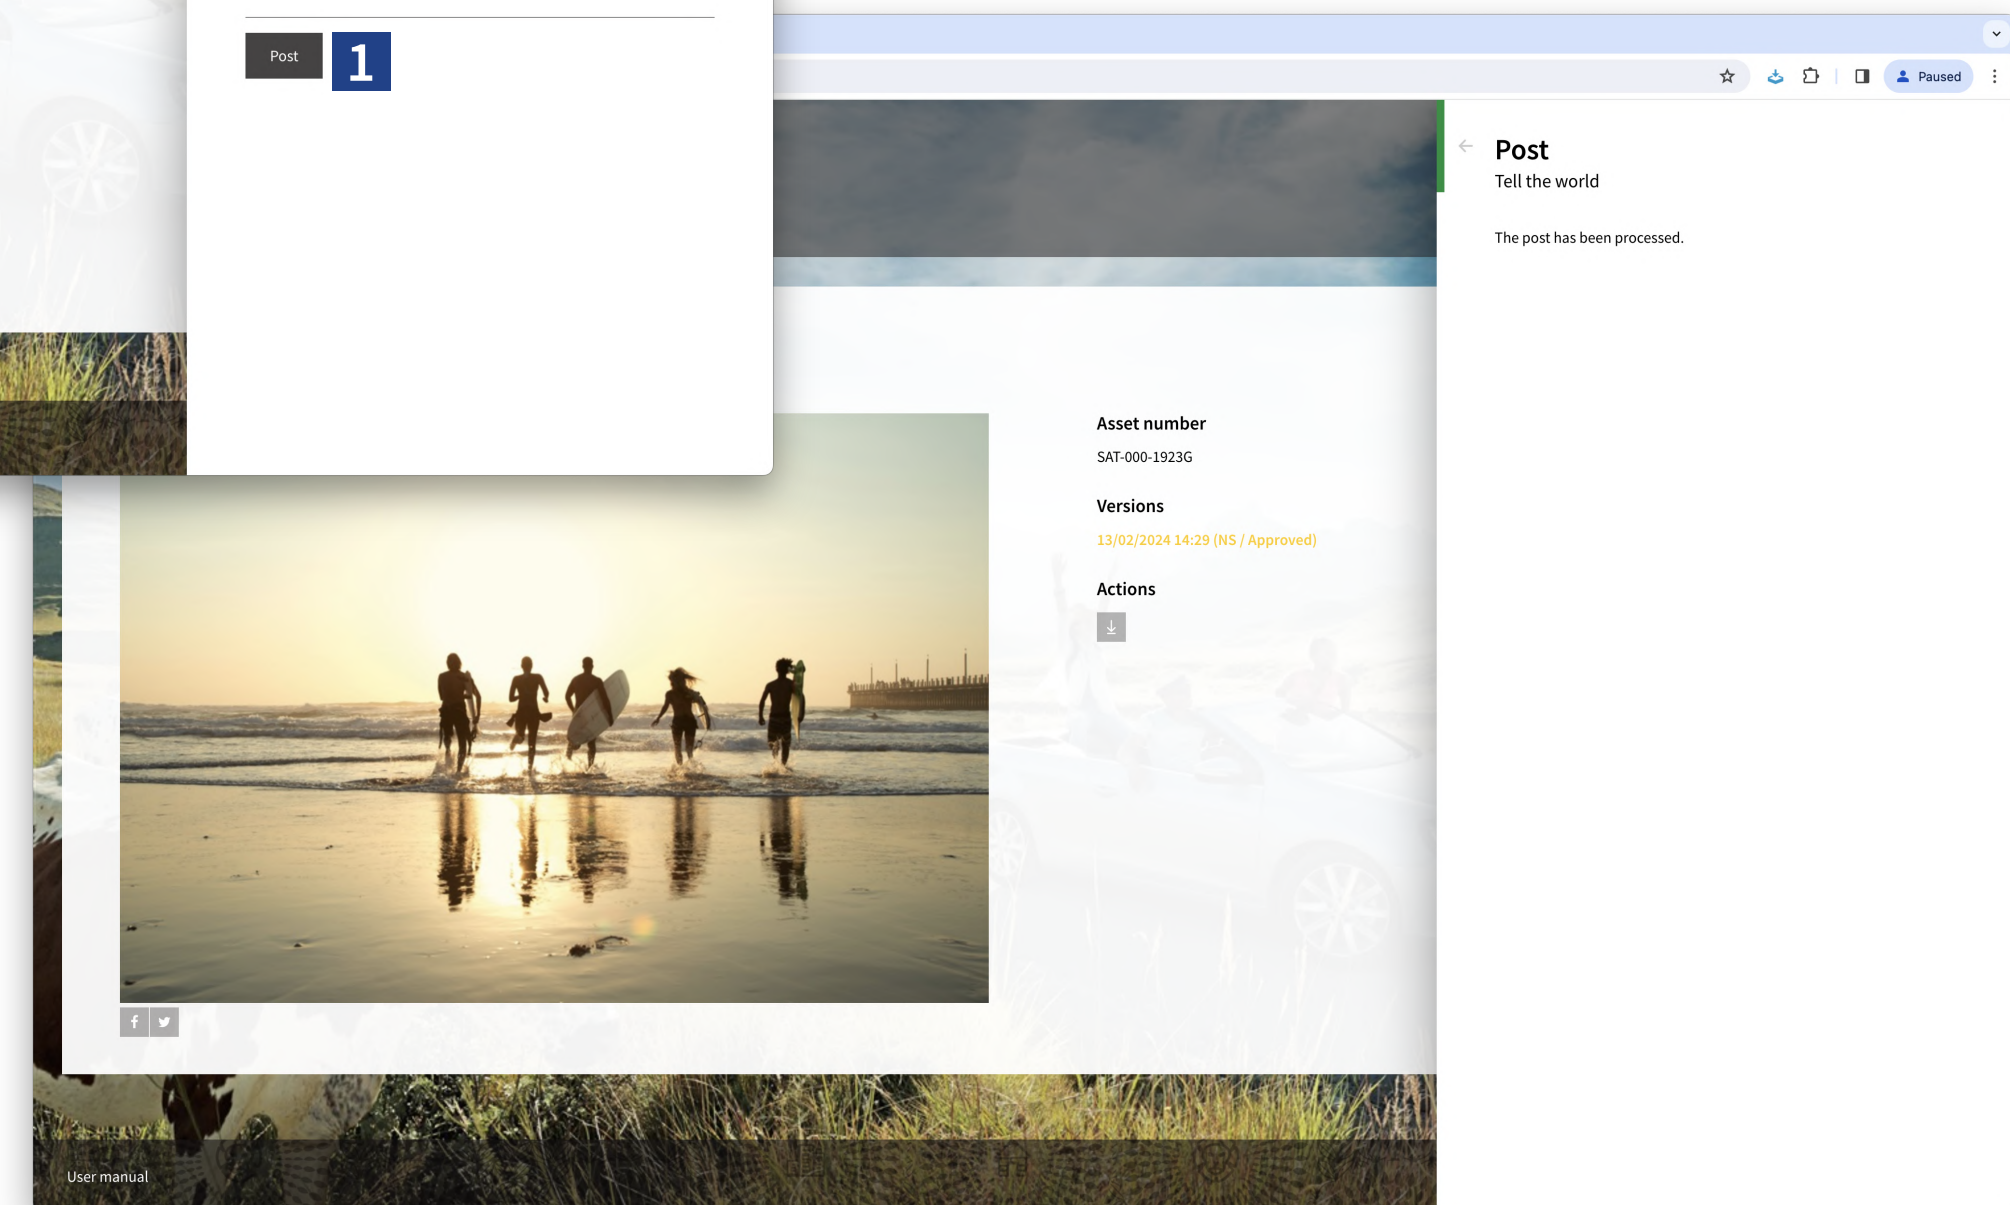 Post
1
Paused
Post
Tell the world
The post has been processed.
Asset number
SAT-000-1923G
Versions
13/02/2024 14:29 (NS / Approved)
Actions
User manual